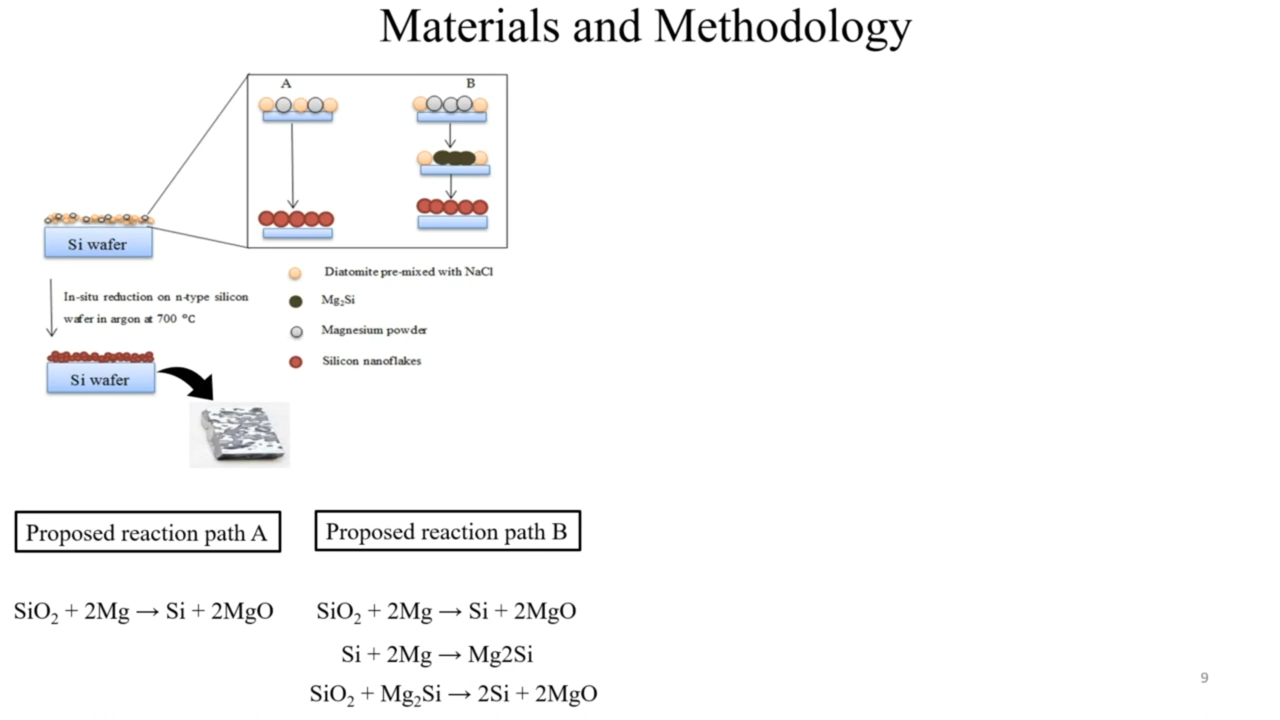 Materials and Methodology
A
B
Si wafer
In-situ reduction on n-type silicon
wafer in argon at 700 °C
Si wafer
Diatomite pre-mixed with NaCl
Mg₂Si
Magnesium powder
Silicon nanoflakes
Proposed reaction path A
Proposed reaction path B
SiO₂ + 2Mg → Si + 2MgO
SiO₂ + 2Mg → Si + 2MgO
Si + 2Mg → Mg2Si
SiO₂ + Mg₂Si → 2Si + 2MgO
9